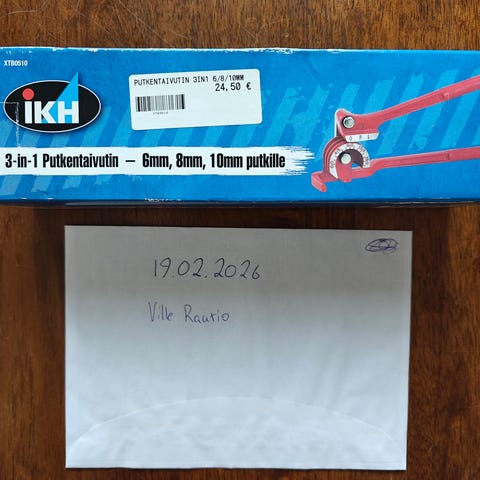 XTB0510
PUTKENTAIVUTIN 3IN1 6/8/10MM
24,50 €
IKH
3-in-1 Putkentaivutin – 6mm, 8mm, 10mm putkille
19.02.2026
Ville Rautio